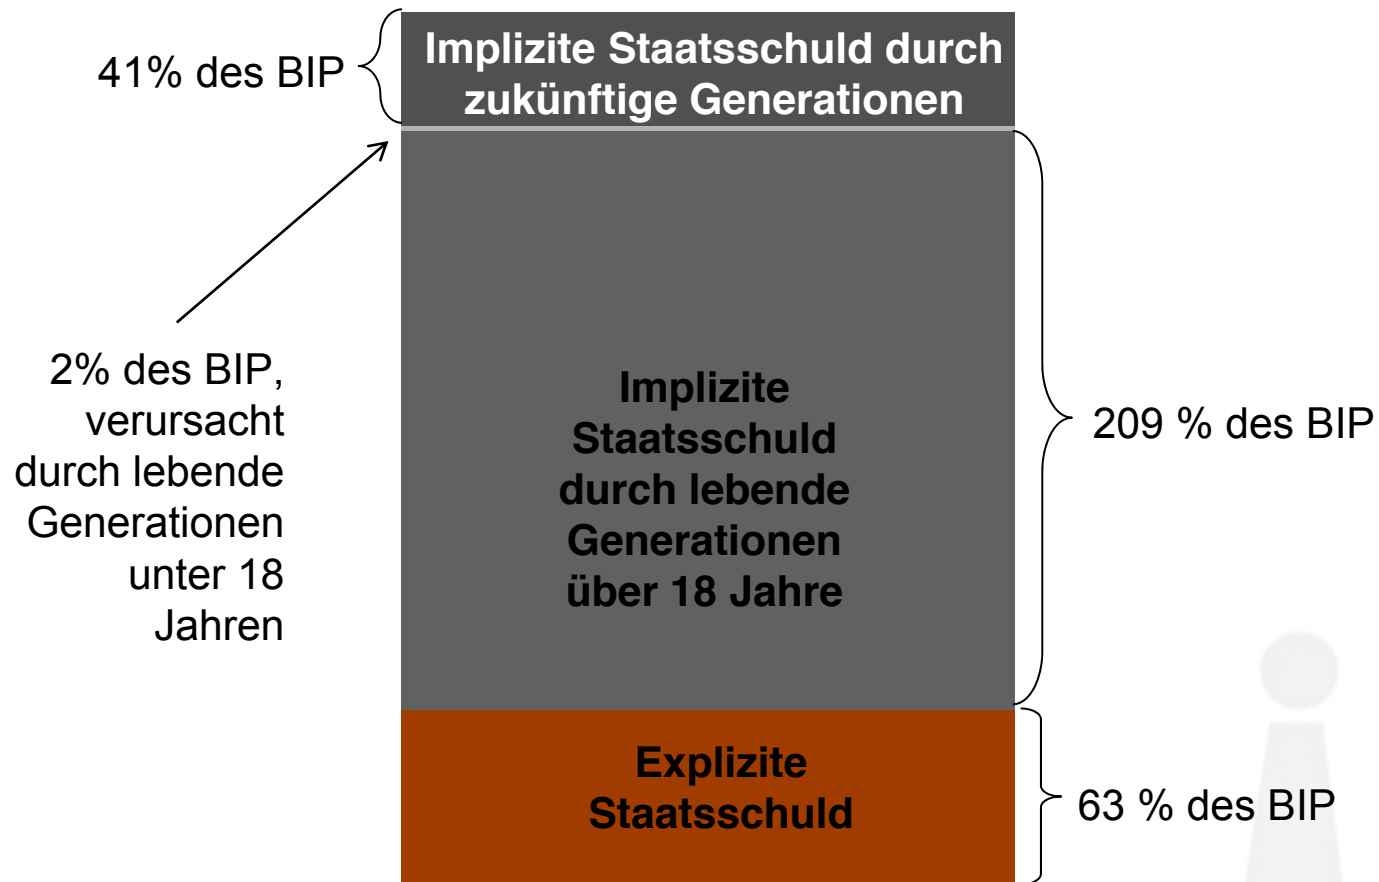 41% des BIP
Implizite Staatsschuld durch
zukünftige Generationen
2% des BIP,
verursacht
durch lebende
Generationen
unter 18
Jahren
Implizite
Staatsschuld
durch lebende
Generationen
über 18 Jahre
209 % des BIP
Explizite
Staatsschuld
63 % des BIP